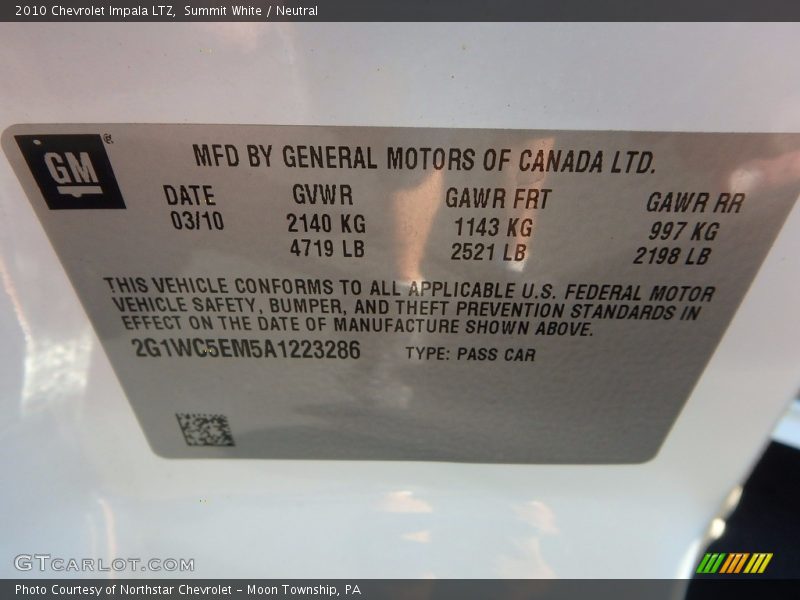 2010 Chevrolet Impala LTZ, Summit White / Neutral
GM
MFD BY GENERAL MOTORS OF CANADA LTD.
DATE GVWR GAWR FRT GAWR RR
03/10 2140 KG 1143 KG 997 KG
4719 LB 2521 LB 2198 LB
THIS VEHICLE CONFORMS TO ALL APPLICABLE U.S. FEDERAL MOTOR
VEHICLE SAFETY, BUMPER, AND THEFT PREVENTION STANDARDS IN
EFFECT ON THE DATE OF MANUFACTURE SHOWN ABOVE.
2G1WC5EM5A1223286 TYPE: PASS CAR
GTCARLOT.COM
Photo Courtesy of Northstar Chevrolet - Moon Township, PA